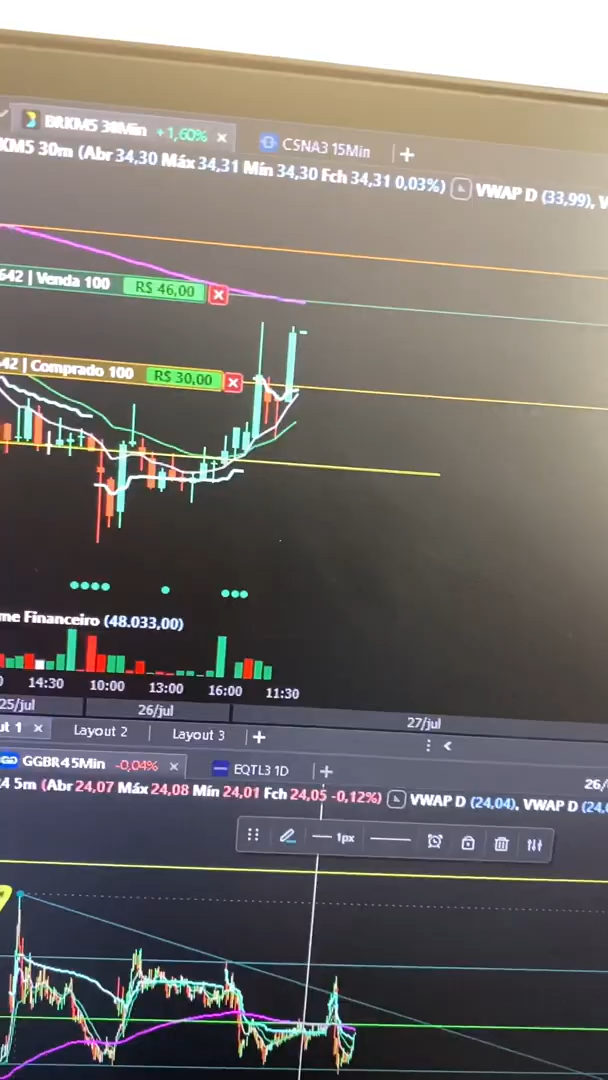 BRKM5 30Min +1,60% CSNA3 15Min
KM5 30m (Abr 34,30 Máx 34,31 Mín 34,30 Fch 34,31 0,03%) VWAP D (33,99), V
642 | Venda 100 R$ 46,00
42 | Comprado 100 R$ 30,00
me Financeiro (48.033,00)
0 14:30 10:00 13:00 16:00 11:30
25/jul 26/jul 27/jul
ut 1 Layout 2 Layout 3
GGBR4 5Min -0,04% EQTL3 1D
26/
4 5m (Abr 24,07 Máx 24,08 Mín 24,01 Fch 24,05 -0,12%) VWAP D (24,04), VWAP D (24,0
1px